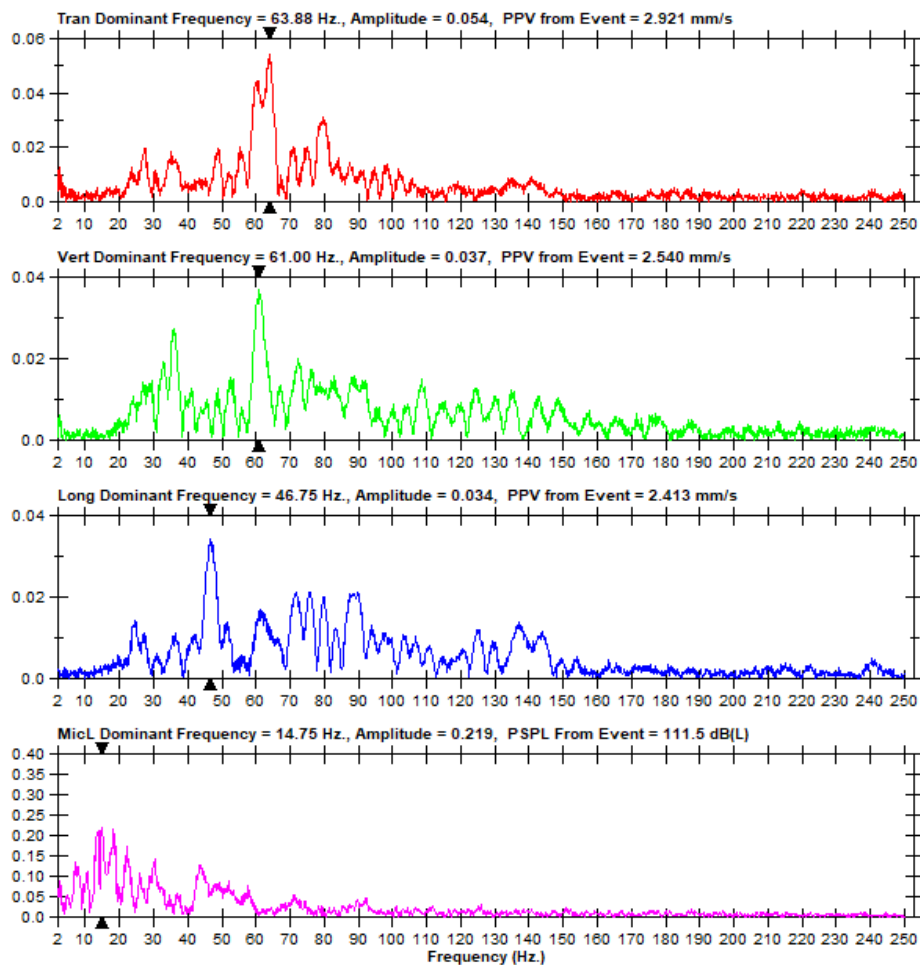 Tran Dominant Frequency = 63.88 Hz., Amplitude = 0.054, PPV from Event = 2.921 mm/s
0.06
0.04
0.02
0.0
2 10 20 30 40 50 60 70 80 90 100 110 120 130 140 150 160 170 180 190 200 210 220 230 250
Vert Dominant Frequency = 61.00 Hz., Amplitude = 0.037, PPV from Event = 2.540 mm/s
0.04
0.02
0.0
2 10 20 30 40 50 60 70 80 90 100 110 120 130 140 150 160 170 180 190 200 210 220 230 250
Long Dominant Frequency = 46.75 Hz., Amplitude = 0.034, PPV from Event = 2.413 mm/s
0.04
0.02
0.0
2 10 20 30 40 50 60 70 80 90 100 110 120 130 140 150 160 170 180 190 200 210 220 230 250
MicL Dominant Frequency = 14.75 Hz., Amplitude = 0.219, PSPL From Event = 111.5 dB(L)
0.40
0.35
0.30
0.25
0.20
0.15
0.10
0.05
0.0
2 10 20 30 40 50 60 70 80 90 100 110 120 130 140 150 160 170 180 190 200 210 220 230 250
Frequency (Hz.)